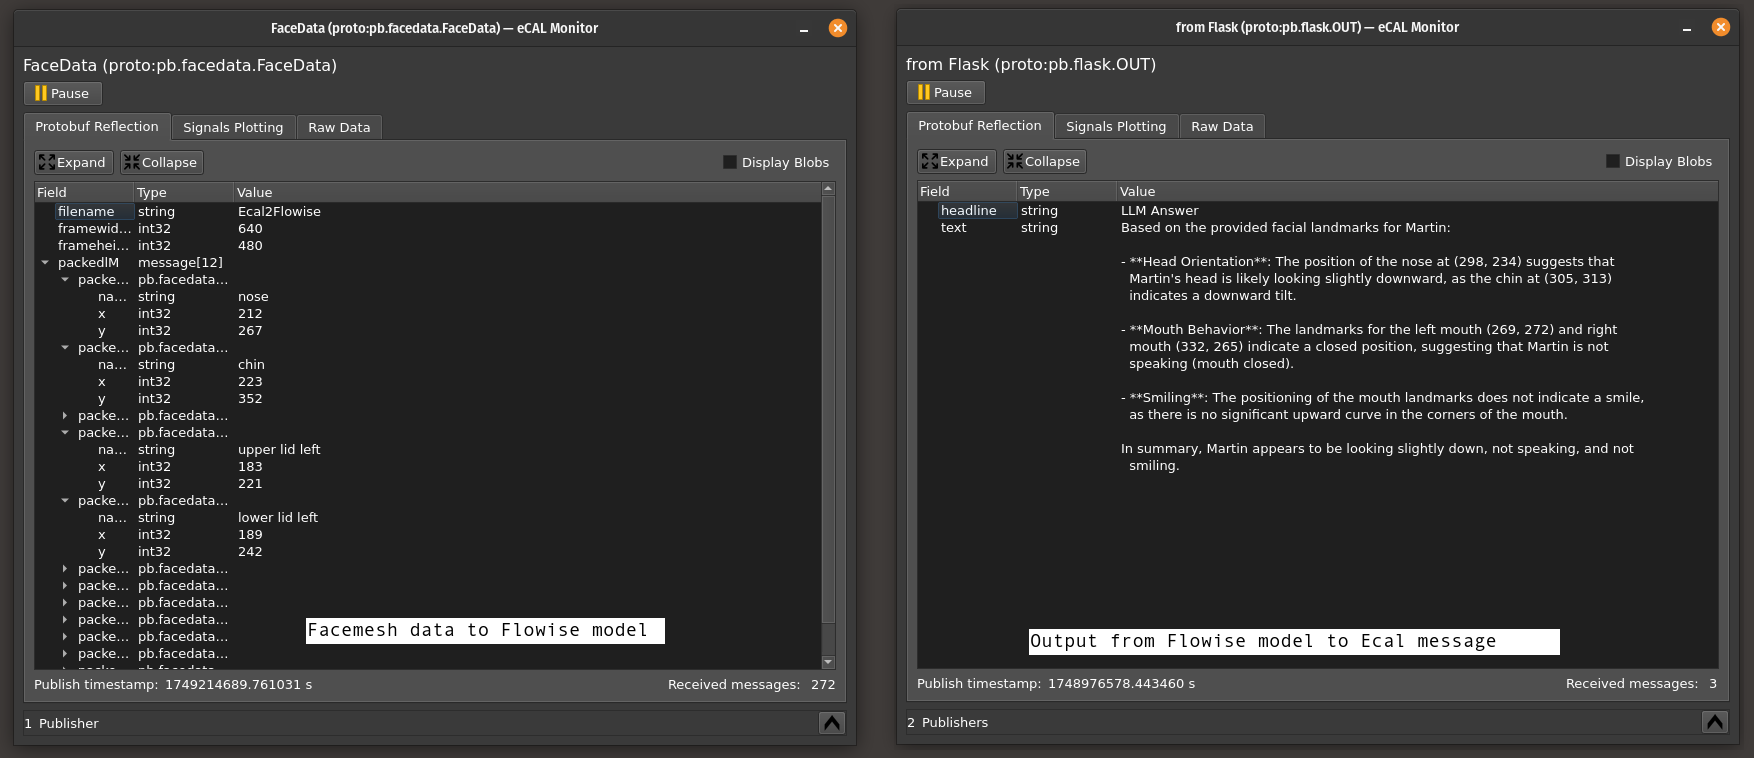 FaceData (proto:pb.facedata.FaceData) — eCAL Monitor
FaceData (proto:pb.facedata.FaceData)
Pause
Protobuf Reflection Signals Plotting Raw Data
Expand Collapse Display Blobs
Field Type Value
filename string Ecal2Flowise
framewid... int32 640
framehei... int32 480
packedlM message[12]
packe... pb.facedata...
na... string nose
x int32 212
y int32 267
packe... pb.facedata...
na... string chin
x int32 223
y int32 352
packe... pb.facedata...
packe... pb.facedata...
na... string upper lid left
x int32 183
y int32 221
packe... pb.facedata...
na... string lower lid left
x int32 189
y int32 242
packe... pb.facedata...
packe... pb.facedata...
packe... pb.facedata...
packe... pb.facedata...
packe... pb.facedata...
packe... pb.facedata...
Facemesh data to Flowise model
Publish timestamp: 1749214689.761031 s Received messages: 272
1 Publisher
from Flask (proto:pb.flask.OUT) — eCAL Monitor
from Flask (proto:pb.flask.OUT)
Pause
Protobuf Reflection Signals Plotting Raw Data
Expand Collapse Display Blobs
Field Type Value
headline string LLM Answer
text string Based on the provided facial landmarks for Martin:
- **Head Orientation**: The position of the nose at (298, 234) suggests that
Martin's head is likely looking slightly downward, as the chin at (305, 313)
indicates a downward tilt.
- **Mouth Behavior**: The landmarks for the left mouth (269, 272) and right
mouth (332, 265) indicate a closed position, suggesting that Martin is not
speaking (mouth closed).
- **Smiling**: The positioning of the mouth landmarks does not indicate a smile,
as there is no significant upward curve in the corners of the mouth.
In summary, Martin appears to be looking slightly down, not speaking, and not
smiling.
Output from Flowise model to Ecal message
Publish timestamp: 1748976578.443460 s Received messages: 3
2 Publishers